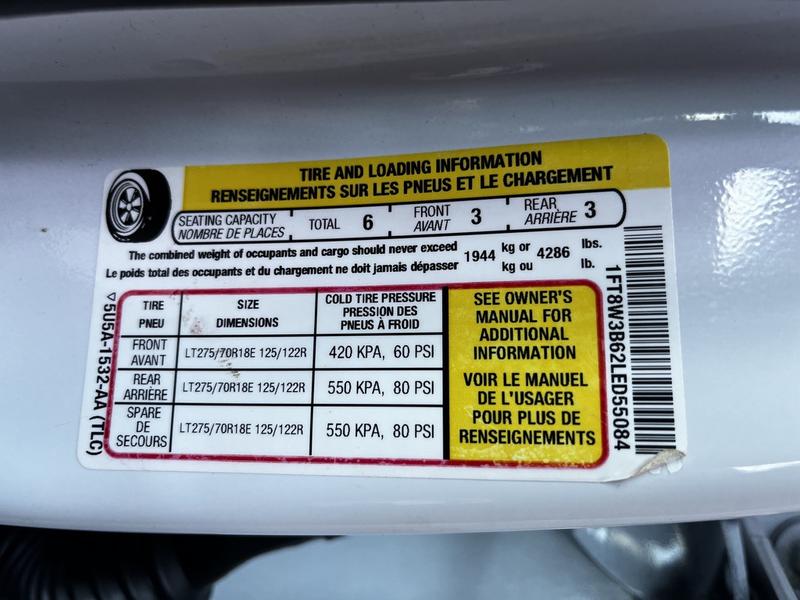 TIRE AND LOADING INFORMATION
RENSEIGNEMENTS SUR LES PNEUS ET LE CHARGEMENT
SEATING CAPACITY
NOMBRE DE PLACES
TOTAL 6
FRONT
AVANT 3
REAR
ARRIÈRE 3
The combined weight of occupants and cargo should never exceed
Le poids total des occupants et du chargement ne doit jamais dépasser
1944 kg or
kg ou
4286 lbs.
lb.
TIRE
PNEU
SIZE
DIMENSIONS
COLD TIRE PRESSURE
PRESSION DES
PNEUS À FROID
FRONT
AVANT
LT275/70R18E 125/122R
420 KPA, 60 PSI
REAR
ARRIÈRE
LT275/70R18E 125/122R
550 KPA, 80 PSI
SPARE
DE
SECOURS
LT275/70R18E 125/122R
550 KPA, 80 PSI
SEE OWNER'S
MANUAL FOR
ADDITIONAL
INFORMATION
VOIR LE MANUEL
DE L'USAGER
POUR PLUS DE
RENSEIGNEMENTS
▽5U5A-1532-AA (TLC)
1FT8W3B62LED55084